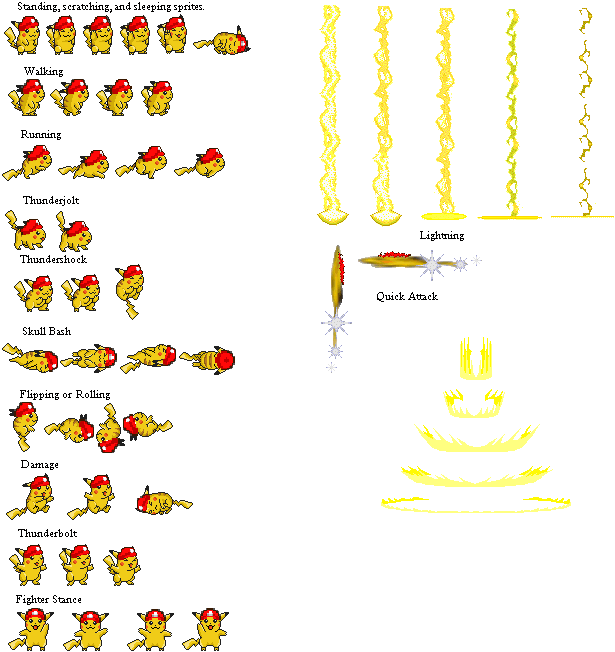 Standing, scratching, and sleeping sprites.
Walking
Running
Thunderjolt
Thundershock
Skull Bash
Flipping or Rolling
Damage
Thunderbolt
Fighter Stance
Lightning
Quick Attack